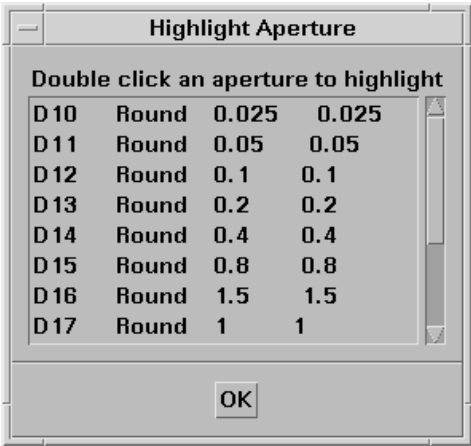 Highlight Aperture
Double click an aperture to highlight
D10 Round 0.025 0.025
D11 Round 0.05 0.05
D12 Round 0.1 0.1
D13 Round 0.2 0.2
D14 Round 0.4 0.4
D15 Round 0.8 0.8
D16 Round 1.5 1.5
D17 Round 1 1
OK